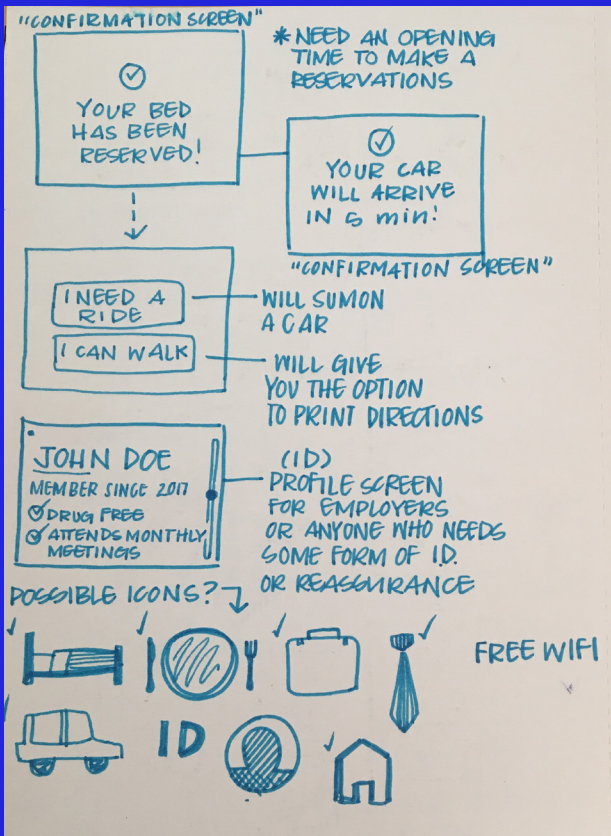 "CONFIRMATION SCREEN"
YOUR BED
HAS BEEN
RESERVED!
*NEED AN OPENING
TIME TO MAKE A
RESERVATIONS
YOUR CAR
WILL ARRIVE
IN 5 min!
"CONFIRMATION SCREEN"
I NEED A
RIDE
WILL SUMON
A CAR
I CAN WALK
WILL GIVE
YOU THE OPTION
TO PRINT DIRECTIONS
JOHN DOE
MEMBER SINCE 2017
DRUG FREE
ATTENDS MONTHLY
MEETINGS
(ID)
PROFILE SCREEN
FOR EMPLOYERS
OR ANYONE WHO NEEDS
SOME FORM OF I.D.
OR REASSURANCE
POSSIBLE ICONS?
FREE WIFI
ID